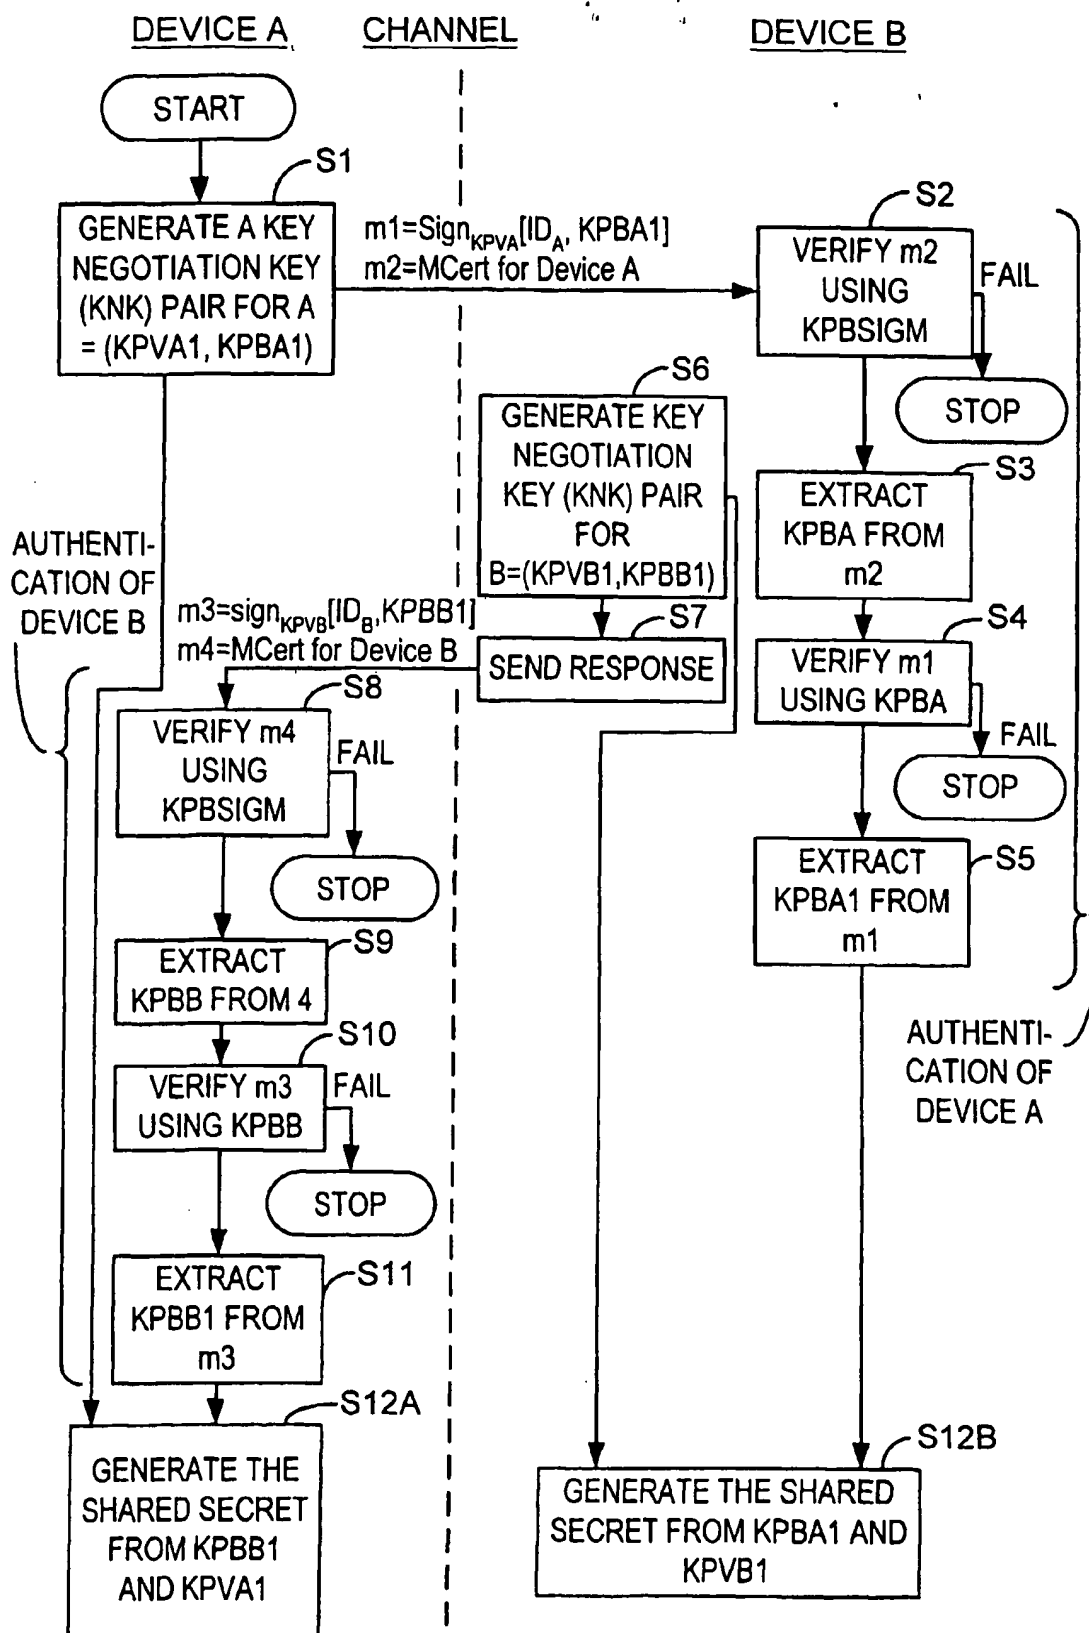 DEVICE A
CHANNEL
DEVICE B
START
S1
GENERATE A KEY
NEGOTIATION KEY
(KNK) PAIR FOR A
= (KPVA1, KPBA1)
m1=Sign_KPVA[ID_A, KPBA1]
m2=MCert for Device A
S2
VERIFY m2
USING
KPBSIGM
FAIL
STOP
S6
GENERATE KEY
NEGOTIATION
KEY (KNK) PAIR
FOR
B=(KPVB1,KPBB1)
S3
EXTRACT
KPBA FROM
m2
AUTHENTI-
CATION OF
DEVICE B
m3=sign_KPVB[ID_B,KPBB1]
m4=MCert for Device B
S7
SEND RESPONSE
S4
VERIFY m1
USING KPBA
FAIL
STOP
S8
VERIFY m4
USING
KPBSIGM
FAIL
STOP
S5
EXTRACT
KPBA1 FROM
m1
S9
EXTRACT
KPBB FROM 4
S10
VERIFY m3
USING KPBB
FAIL
STOP
AUTHENTI-
CATION OF
DEVICE A
S11
EXTRACT
KPBB1 FROM
m3
S12A
GENERATE THE
SHARED SECRET
FROM KPBB1
AND KPVA1
S12B
GENERATE THE SHARED
SECRET FROM KPBA1 AND
KPVB1